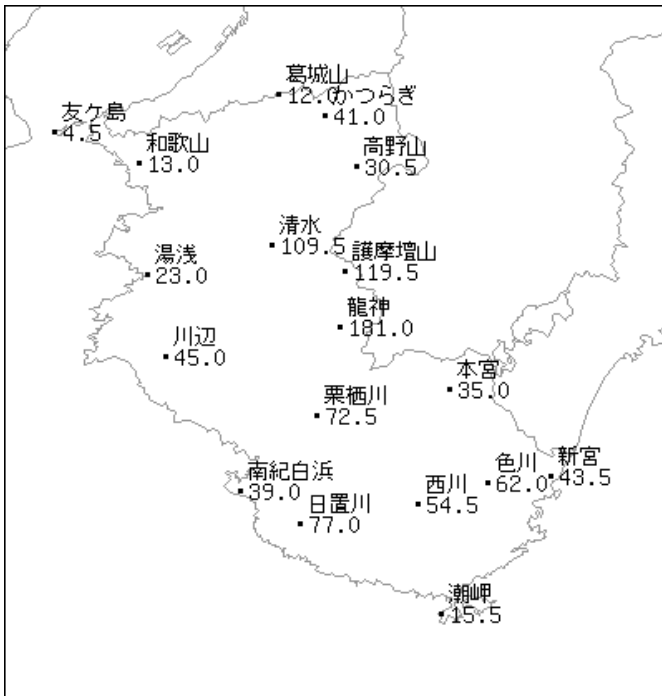 葛城山
12.0
かつらぎ
41.0
友ケ島
4.5
和歌山
13.0
高野山
30.5
清水
109.5
護摩壇山
119.5
湯浅
23.0
龍神
181.0
川辺
45.0
本宮
35.0
栗栖川
72.5
新宮
43.5
色川
62.0
南紀白浜
39.0
西川
54.5
日置川
77.0
潮岬
15.5